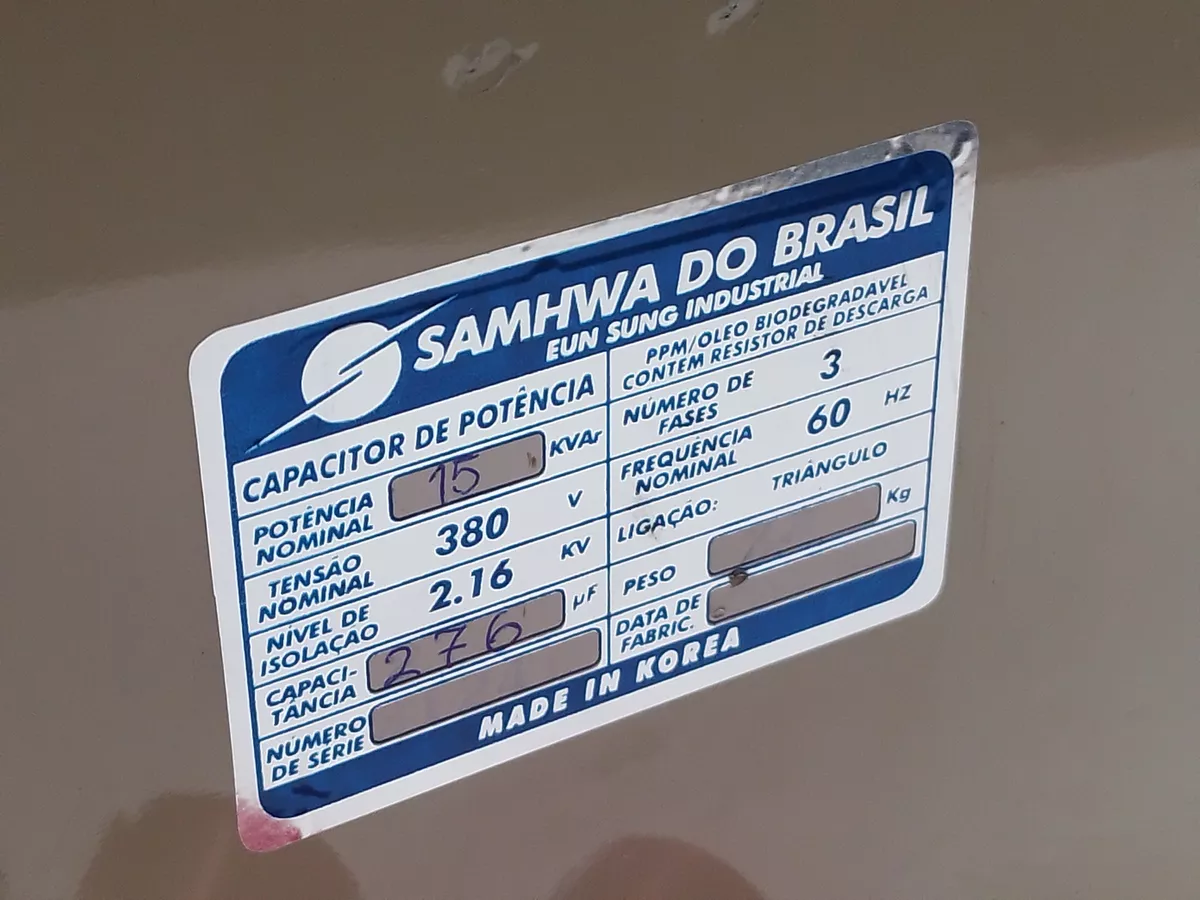 SAMHWA DO BRASIL
EUN SUNG INDUSTRIAL
CAPACITOR DE POTÊNCIA
POTÊNCIA
NOMINAL
15
KVAr
TENSÃO
NOMINAL
380
V
NÍVEL DE
ISOLAÇÃO
2.16
KV
CAPACI-
TÂNCIA
276
µF
NÚMERO
DE SÉRIE
PPM/OLEO BIODEGRADAVEL
CONTEM RESISTOR DE DESCARGA
NÚMERO DE
FASES
3
FREQUÊNCIA
NOMINAL
60
HZ
LIGAÇÃO:
TRIÂNGULO
PESO
Kg
DATA DE
FABRIC.
MADE IN KOREA